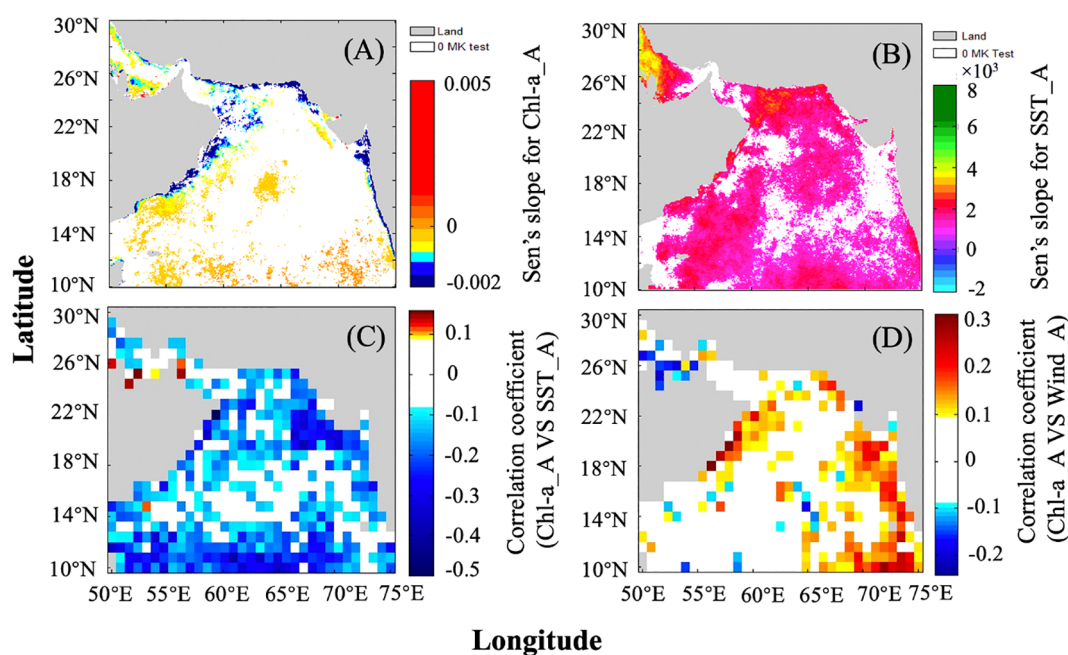 30°N
26°N
22°N
18°N
14°N
10°N
(A)
Land
0 MK test
0.005
0
-0.002
Sen's slope for Chl-a_A
30°N
26°N
22°N
18°N
14°N
10°N
(B)
Land
0 MK Test
×10³
8
6
4
2
0
-2
Sen's slope for SST_A
Latitude
30°N
26°N
22°N
18°N
14°N
10°N
50°E 55°E 60°E 65°E 70°E 75°E
(C)
0.1
0
-0.1
-0.2
-0.3
-0.4
-0.5
Correlation coefficient
(Chl-a_A VS SST_A)
30°N
26°N
22°N
18°N
14°N
10°N
50°E 55°E 60°E 65°E 70°E 75°E
(D)
0.3
0.2
0.1
0
-0.1
-0.2
Correlation coefficient
(Chl-a A VS Wind A)
Longitude